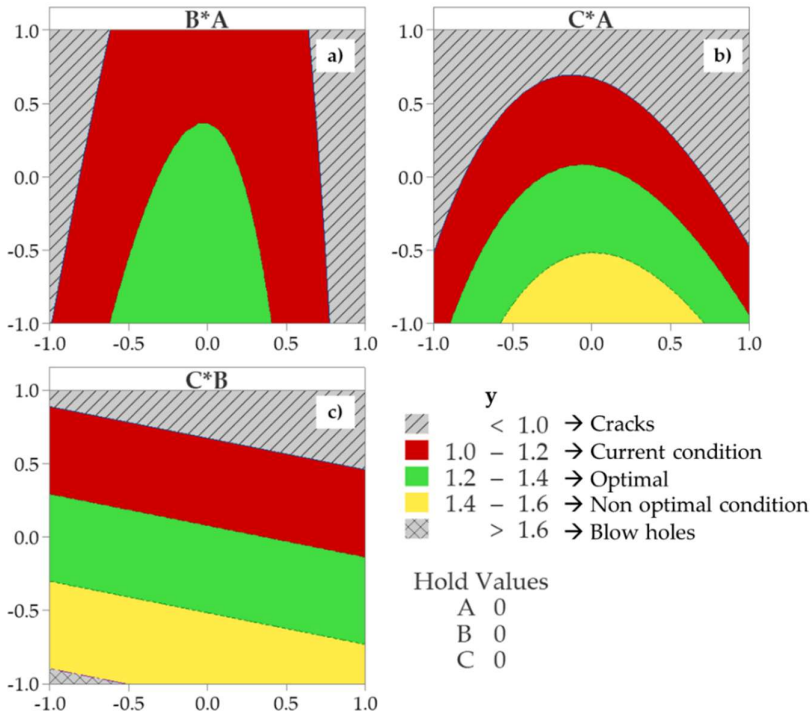 B*A
a)
1.0
0.5
0.0
-0.5
-1.0
-1.0 -0.5 0.0 0.5 1.0
C*A
b)
1.0
0.5
0.0
-0.5
-1.0
-1.0 -0.5 0.0 0.5 1.0
C*B
c)
1.0
0.5
0.0
-0.5
-1.0
-1.0 -0.5 0.0 0.5 1.0
y
< 1.0 → Cracks
1.0 – 1.2 → Current condition
1.2 – 1.4 → Optimal
1.4 – 1.6 → Non optimal condition
> 1.6 → Blow holes
Hold Values
A 0
B 0
C 0